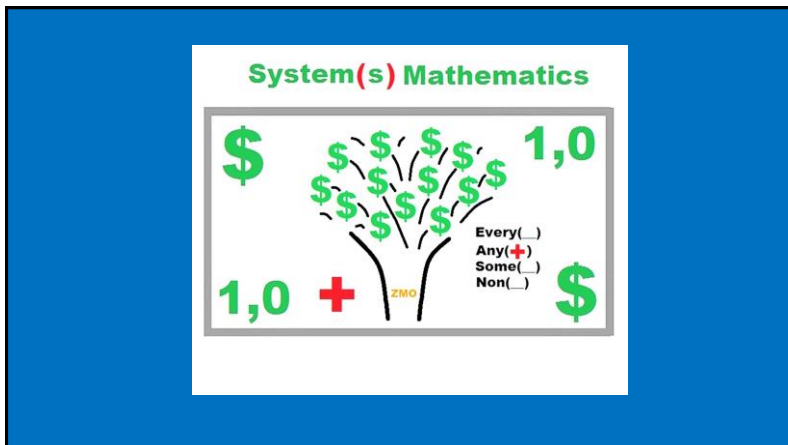 System(s) Mathematics
$ 1,0
$ $ $ $
$ $ $ $ $
$ $ $ $
Every(__)
Any(+)
Some(__)
Non(__)
1,0 + ZMO $